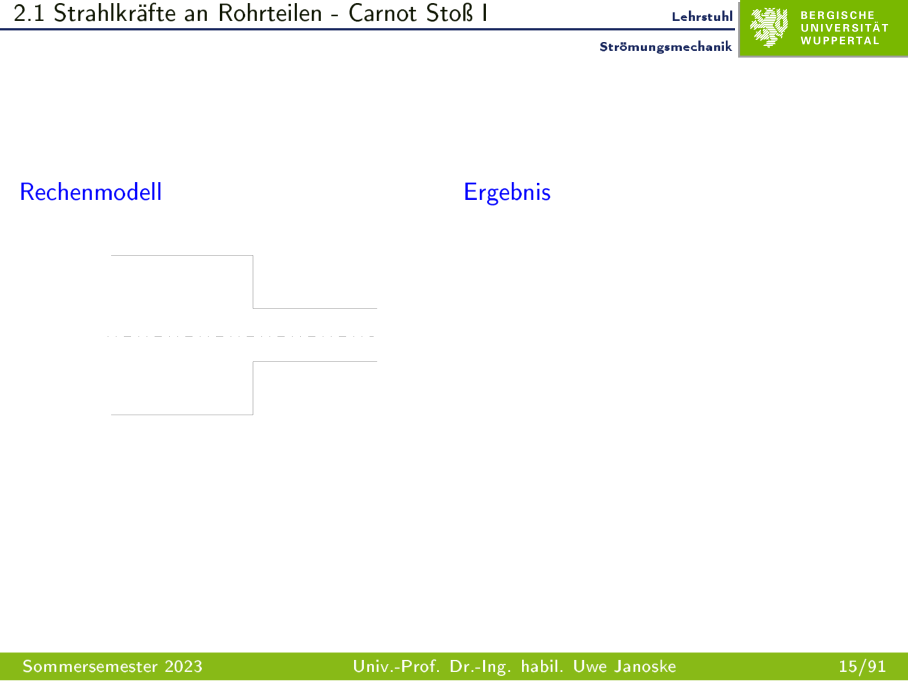 2.1 Strahlkräfte an Rohrteilen - Carnot Stoß I
Lehrstuhl
Strömungsmechanik
BERGISCHE
UNIVERSITÄT
WUPPERTAL
Rechenmodell
Ergebnis
Sommersemester 2023
Univ.-Prof. Dr.-Ing. habil. Uwe Janoske
15/91